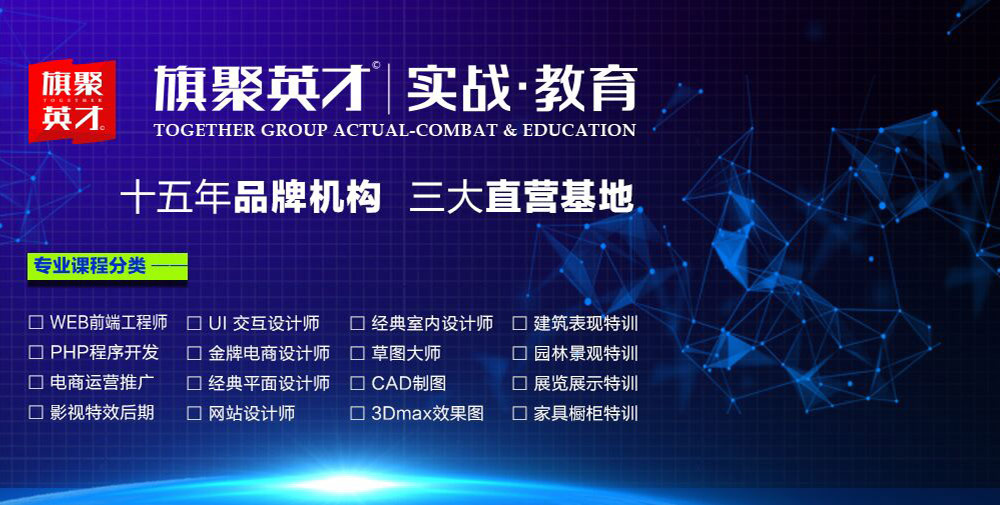 旗聚
TOGETHER
英才©
旗聚英才©|实战·教育
TOGETHER GROUP ACTUAL-COMBAT & EDUCATION
十五年品牌机构 三大直营基地
专业课程分类 ——
□ WEB前端工程师 □ UI 交互设计师 □ 经典室内设计师 □ 建筑表现特训
□ PHP程序开发 □ 金牌电商设计师 □ 草图大师 □ 园林景观特训
□ 电商运营推广 □ 经典平面设计师 □ CAD制图 □ 展览展示特训
□ 影视特效后期 □ 网站设计师 □ 3Dmax效果图 □ 家具橱柜特训